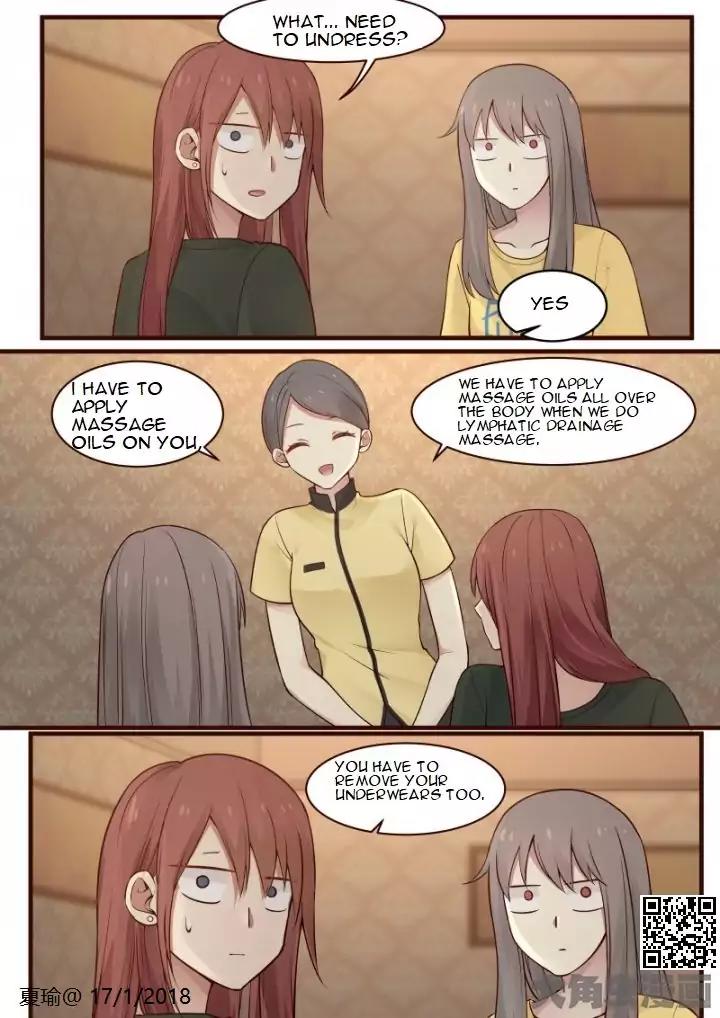 WHAT... NEED
TO UNDRESS?
YES
I HAVE TO
APPLY
MASSAGE
OILS ON YOU,
WE HAVE TO APPLY
MASSAGE OILS ALL OVER
THE BODY WHEN WE DO
LYMPHATIC DRAINAGE
MASSAGE.
YOU HAVE TO
REMOVE YOUR
UNDERWEARS TOO.
夏瑜@ 17/1/2018
漫画